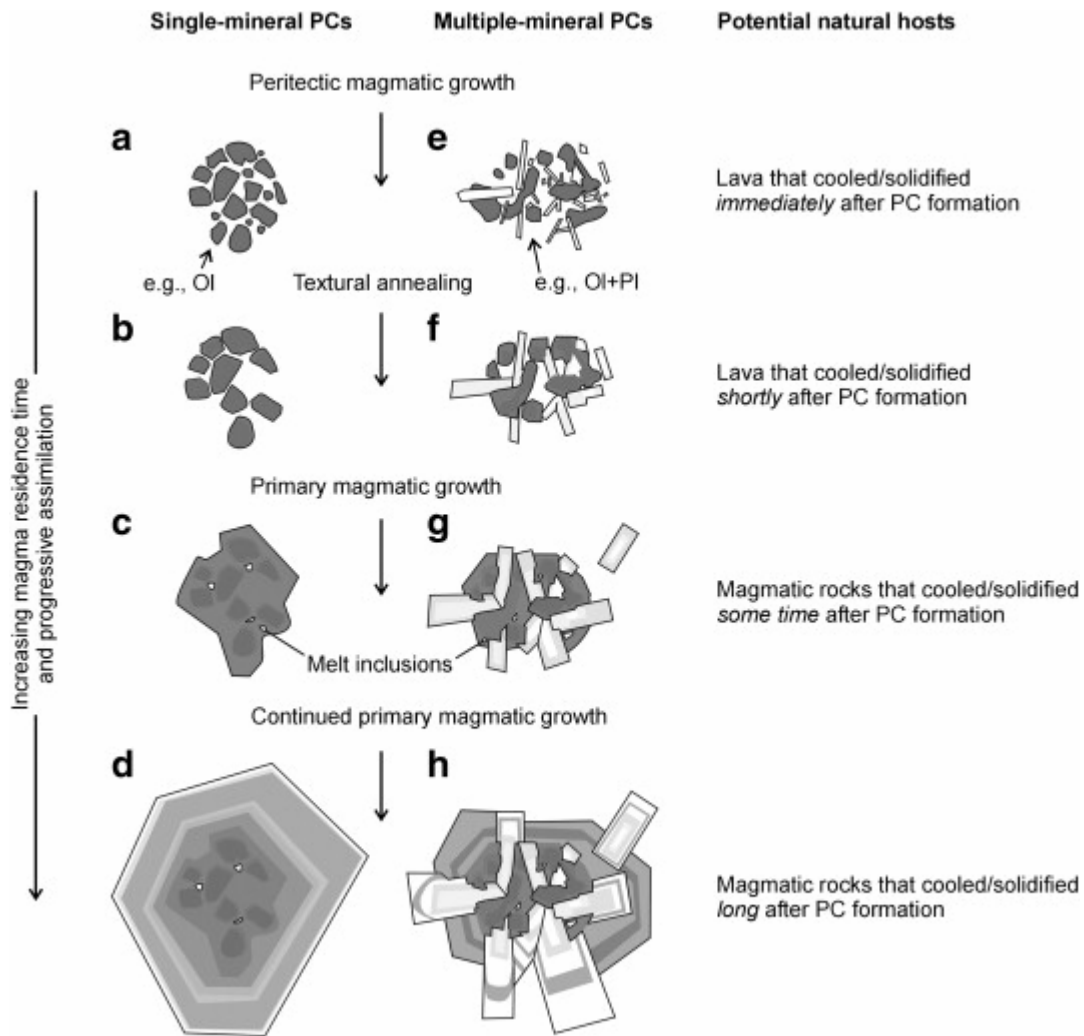 Single-mineral PCs
Multiple-mineral PCs
Potential natural hosts
Peritectic magmatic growth
a
e
Lava that cooled/solidified
immediately after PC formation
e.g., Ol
Textural annealing
e.g., Ol+Pl
b
f
Lava that cooled/solidified
shortly after PC formation
Primary magmatic growth
c
g
Magmatic rocks that cooled/solidified
some time after PC formation
Melt inclusions
Continued primary magmatic growth
d
h
Magmatic rocks that cooled/solidified
long after PC formation
Increasing magma residence time
and progressive assimilation